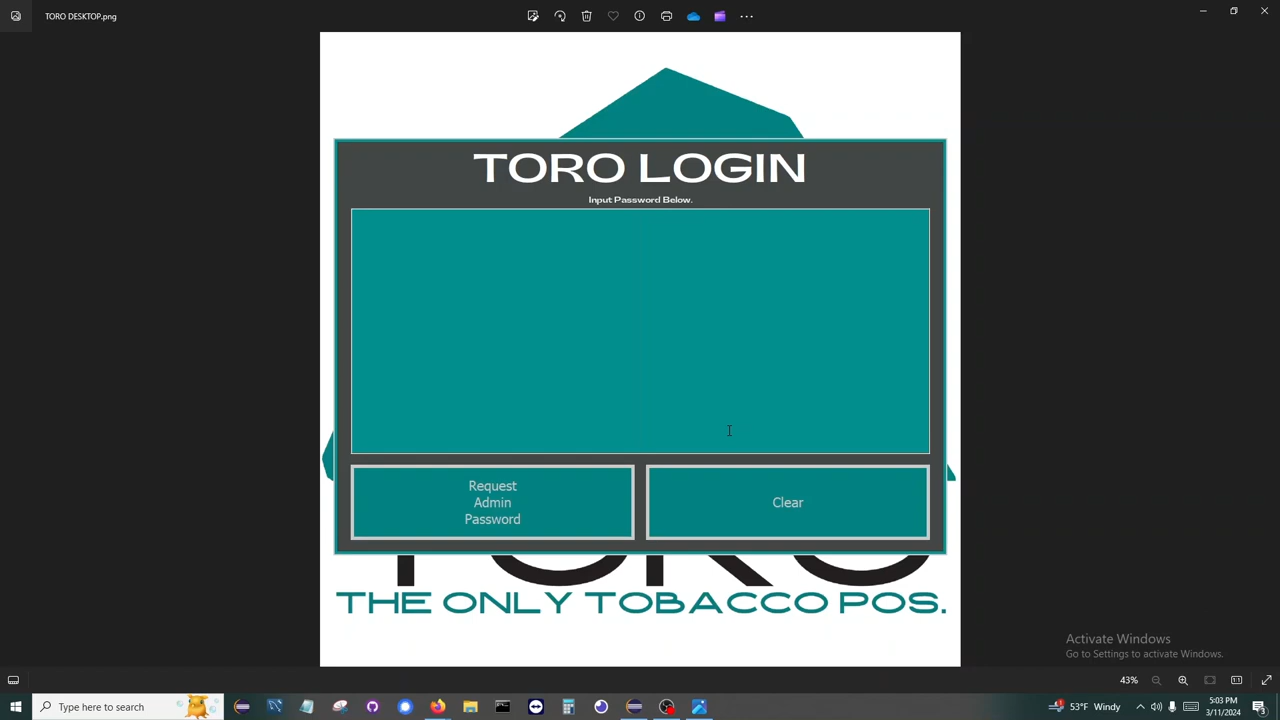 TORO DESKTOP.png
TORO LOGIN
Input Password Below.
Request
Admin
Password
Clear
TORO
THE ONLY TOBACCO POS.
Activate Windows
Go to Settings to activate Windows.
43%
Type here to search
53°F Windy
5:03 PM
3/11/2024